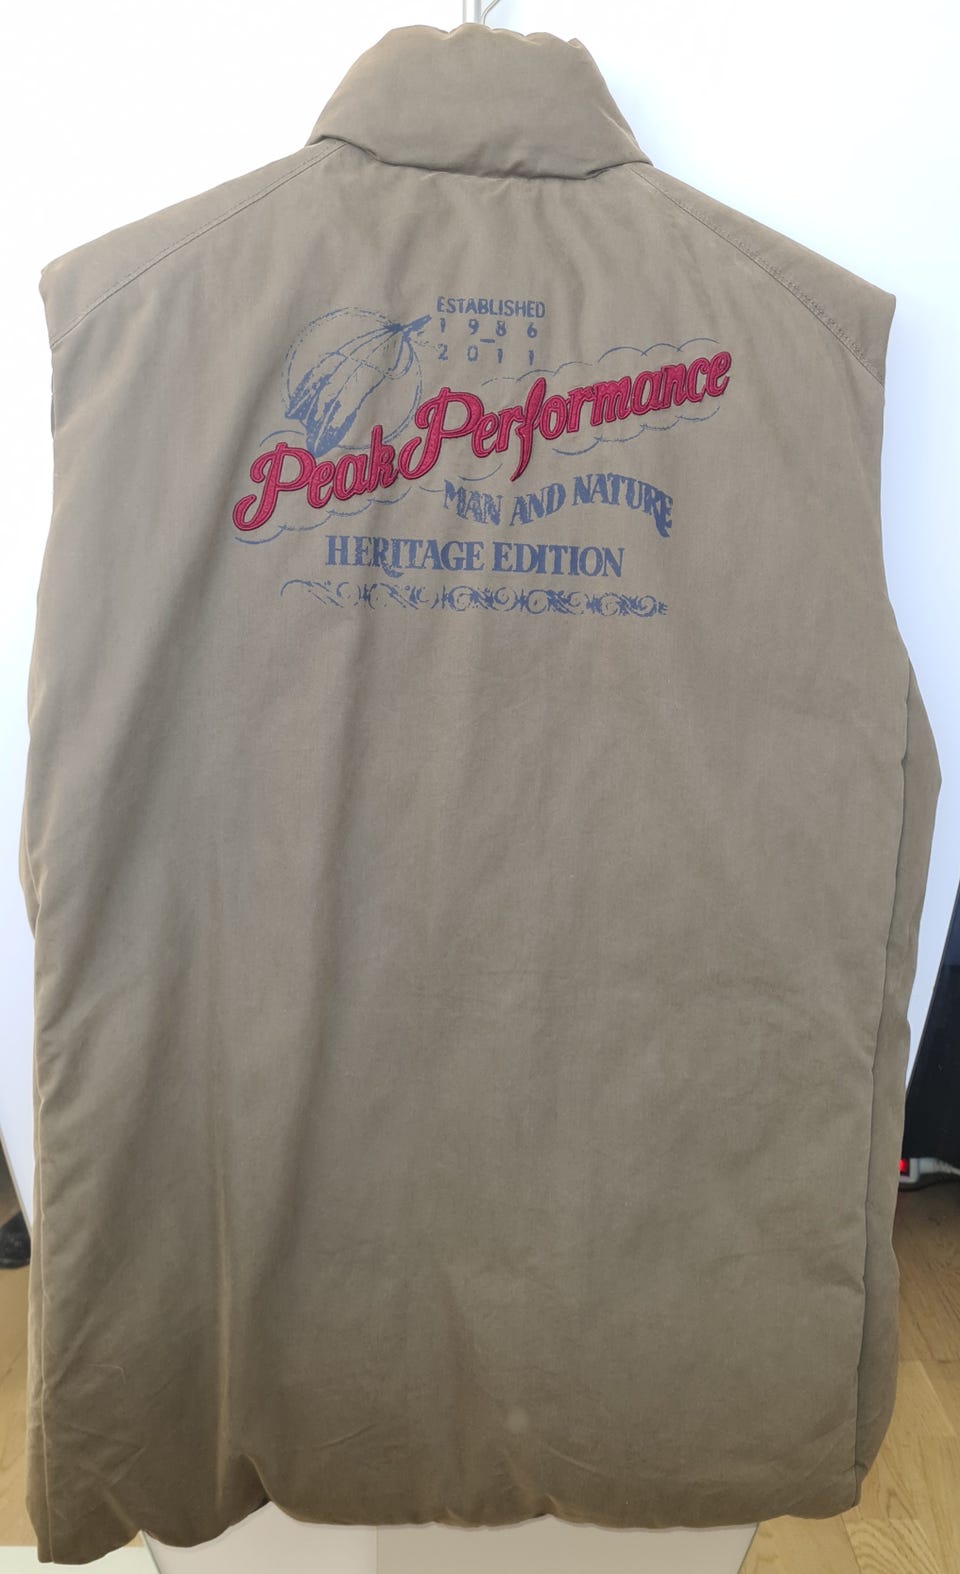 ESTABLISHED
1986
–
2011
Peak Performance
MAN AND NATURE
HERITAGE EDITION